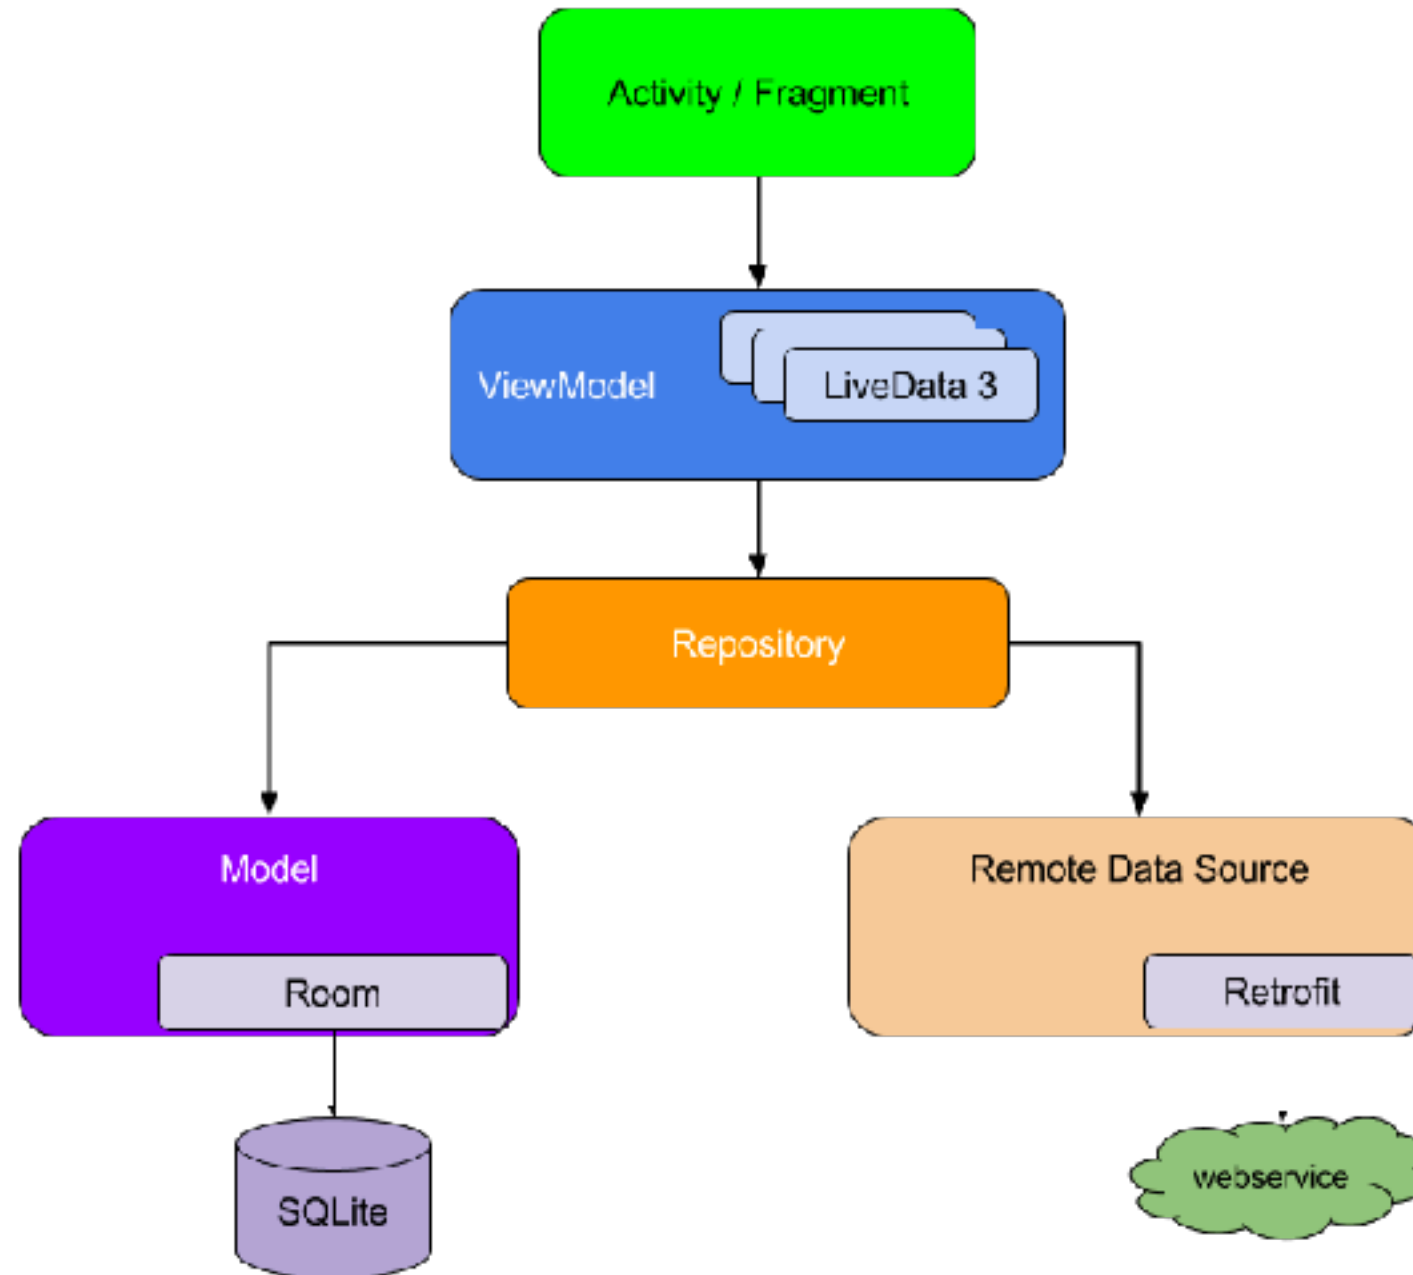 Activity / Fragment
ViewModel
LiveData 3
Repository
Model
Remote Data Source
Room
Retrofit
webservice
SQLite